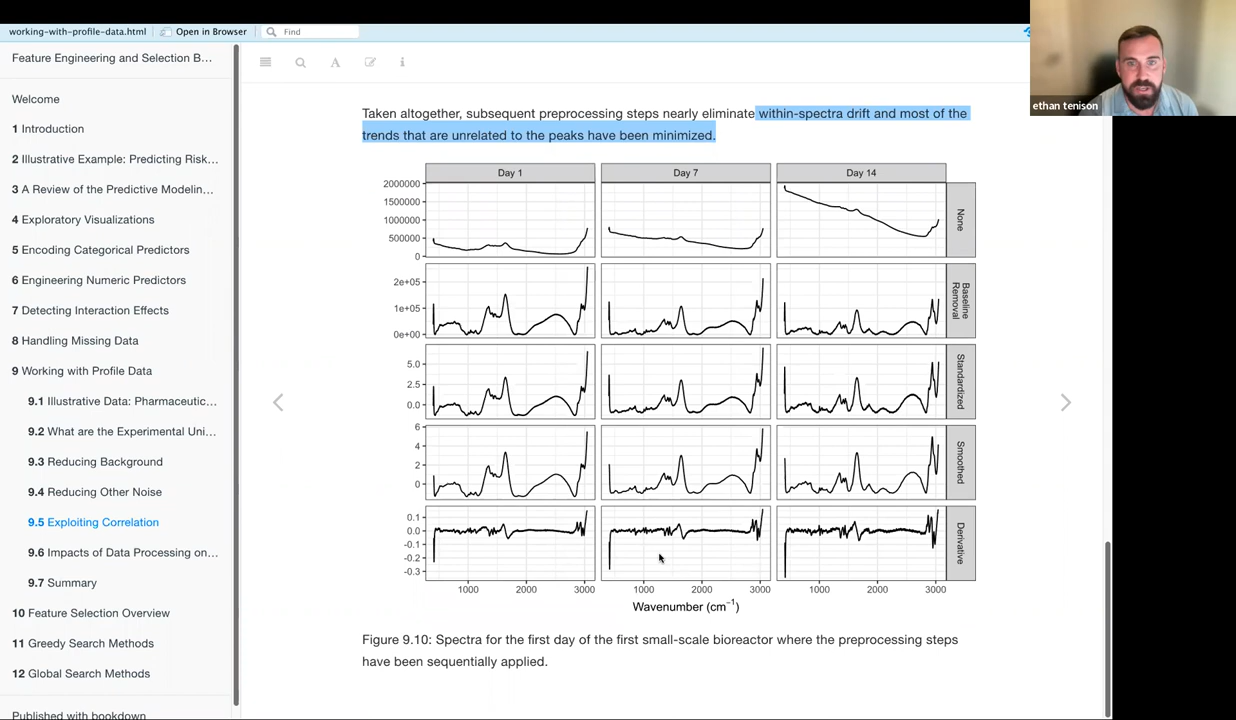 working-with-profile-data.html
Open in Browser
Find
Feature Engineering and Selection B...
Welcome
1 Introduction
2 Illustrative Example: Predicting Risk...
3 A Review of the Predictive Modelin...
4 Exploratory Visualizations
5 Encoding Categorical Predictors
6 Engineering Numeric Predictors
7 Detecting Interaction Effects
8 Handling Missing Data
9 Working with Profile Data
9.1 Illustrative Data: Pharmaceutic...
9.2 What are the Experimental Uni...
9.3 Reducing Background
9.4 Reducing Other Noise
9.5 Exploiting Correlation
9.6 Impacts of Data Processing on...
9.7 Summary
10 Feature Selection Overview
11 Greedy Search Methods
12 Global Search Methods
Published with bookdown
A
i
Taken altogether, subsequent preprocessing steps nearly eliminate within-spectra drift and most of the
trends that are unrelated to the peaks have been minimized.
Day 1
Day 7
Day 14
2000000
1500000
1000000
500000
0
None
2e+05
1e+05
0e+00
Baseline
Removal
5.0
2.5
0.0
Standardized
6
4
2
0
Smoothed
0.1
0.0
-0.1
-0.2
-0.3
Derivative
1000 2000 3000
1000 2000 3000
1000 2000 3000
Wavenumber (cm⁻¹)
Figure 9.10: Spectra for the first day of the first small-scale bioreactor where the preprocessing steps
have been sequentially applied.
ethan tenison